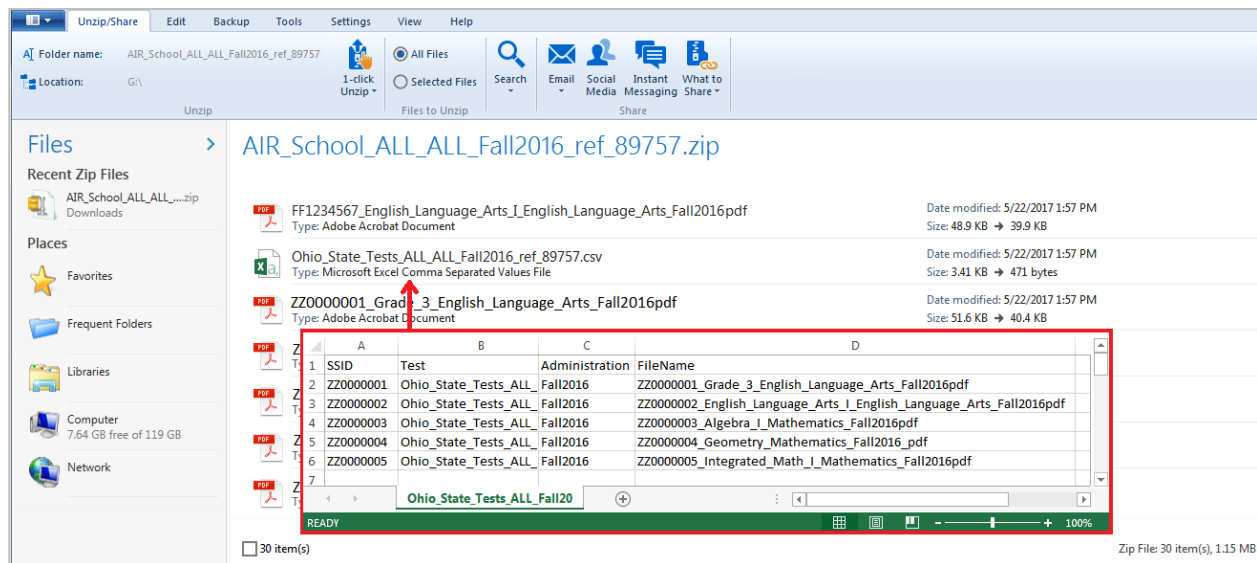 Unzip/Share Edit Backup Tools Settings View Help
Folder name: AIR_School_ALL_ALL_Fall2016_ref_89757
Location: G:\
Unzip
1-click Unzip
All Files
Selected Files
Files to Unzip
Search
Email
Social Media
Instant Messaging
What to Share
Share
Files
Recent Zip Files
AIR_School_ALL_ALL_....zip
Downloads
Places
Favorites
Frequent Folders
Libraries
Computer
7.64 GB free of 119 GB
Network
AIR_School_ALL_ALL_Fall2016_ref_89757.zip
PDF FF1234567_English_Language_Arts_I_English_Language_Arts_Fall2016pdf Date modified: 5/22/2017 1:57 PM
Type: Adobe Acrobat Document Size: 48.9 KB → 39.9 KB
Ohio_State_Tests_ALL_ALL_Fall2016_ref_89757.csv Date modified: 5/22/2017 1:57 PM
Type: Microsoft Excel Comma Separated Values File Size: 3.41 KB → 471 bytes
PDF ZZ0000001_Grade_3_English_Language_Arts_Fall2016pdf Date modified: 5/22/2017 1:57 PM
Type: Adobe Acrobat Document Size: 51.6 KB → 40.4 KB
PDF
PDF
PDF
PDF
A B C D
1 SSID Test Administration FileName
2 ZZ0000001 Ohio_State_Tests_ALL_ Fall2016 ZZ0000001_Grade_3_English_Language_Arts_Fall2016pdf
3 ZZ0000002 Ohio_State_Tests_ALL_ Fall2016 ZZ0000002_English_Language_Arts_I_English_Language_Arts_Fall2016pdf
4 ZZ0000003 Ohio_State_Tests_ALL_ Fall2016 ZZ0000003_Algebra_I_Mathematics_Fall2016pdf
5 ZZ0000004 Ohio_State_Tests_ALL_ Fall2016 ZZ0000004_Geometry_Mathematics_Fall2016_pdf
6 ZZ0000005 Ohio_State_Tests_ALL_ Fall2016 ZZ0000005_Integrated_Math_I_Mathematics_Fall2016pdf
7
Ohio_State_Tests_ALL_Fall20
READY 100%
30 item(s) Zip File: 30 item(s), 1.15 MB